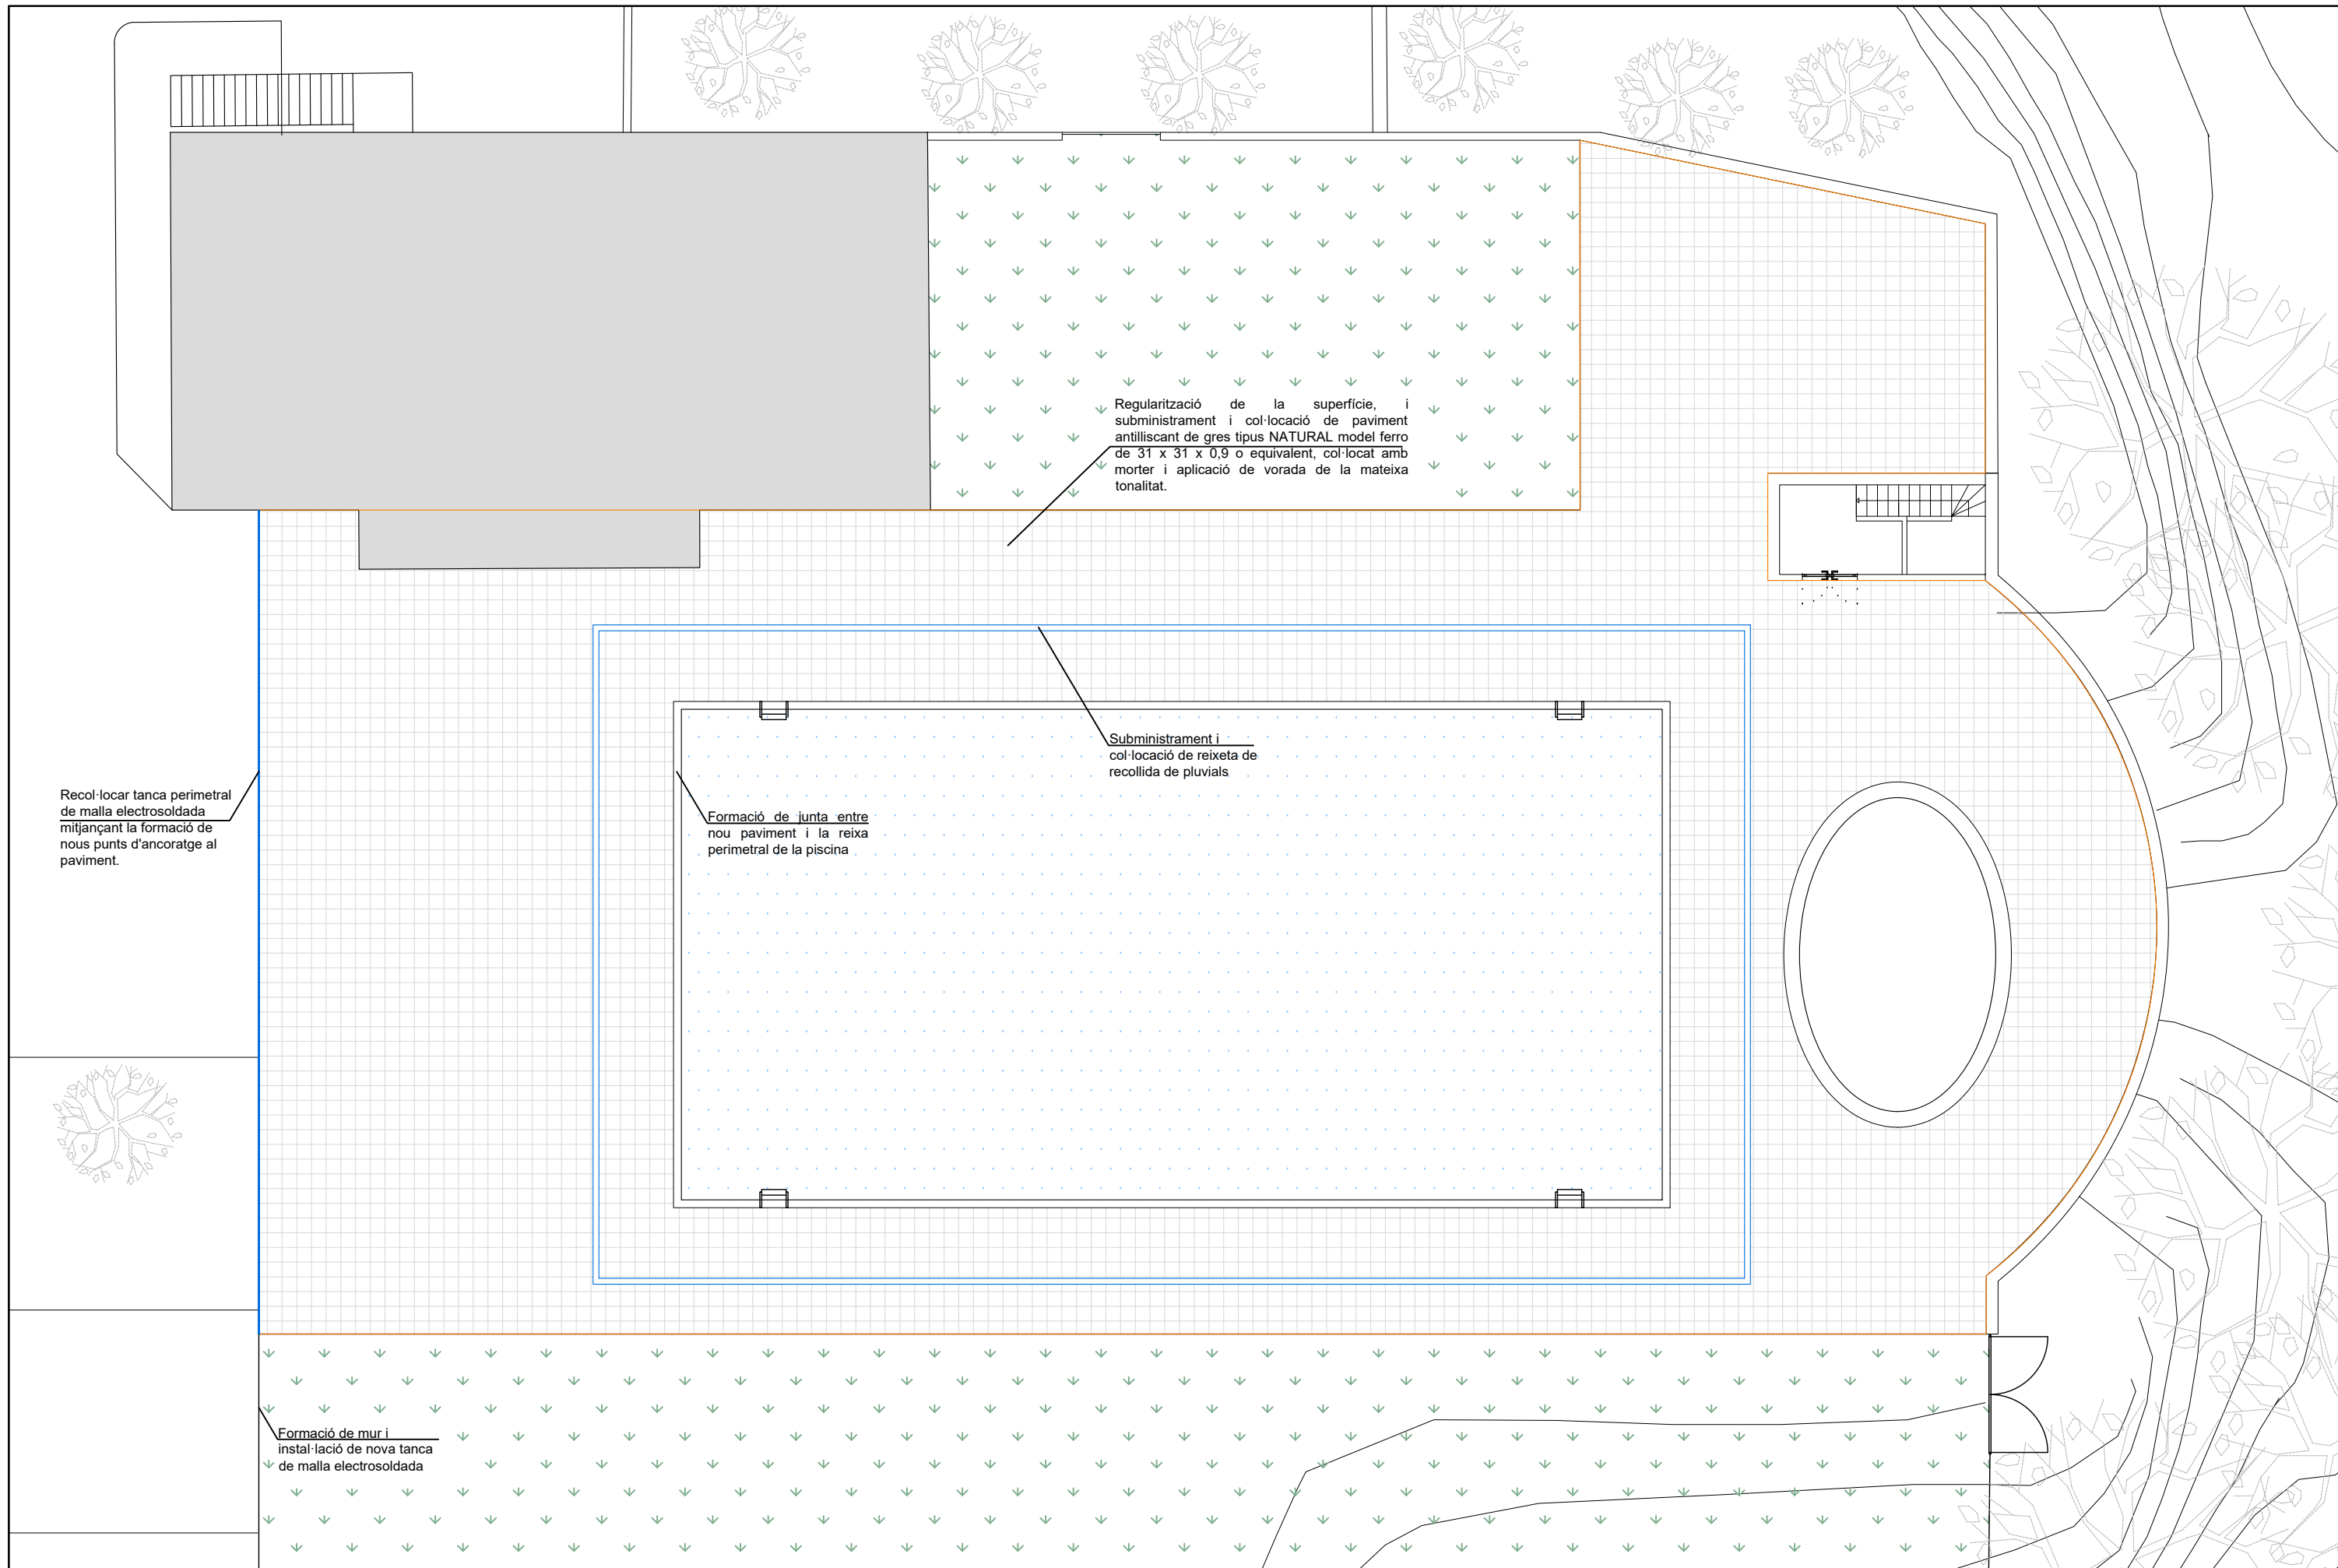 Regularització de la superfície, i
subministrament i col·locació de paviment
antilliscant de gres tipus NATURAL model ferro
de 31 x 31 x 0,9 o equivalent, col·locat amb
morter i aplicació de vorada de la mateixa
tonalitat.
Subministrament i
col·locació de reixeta de
recollida de pluvials
Formació de junta entre
nou paviment i la reixa
perimetral de la piscina
Recol·locar tanca perimetral
de malla electrosoldada
mitjançant la formació de
nous punts d'ancoratge al
paviment.
Formació de mur i
instal·lació de nova tanca
de malla electrosoldada